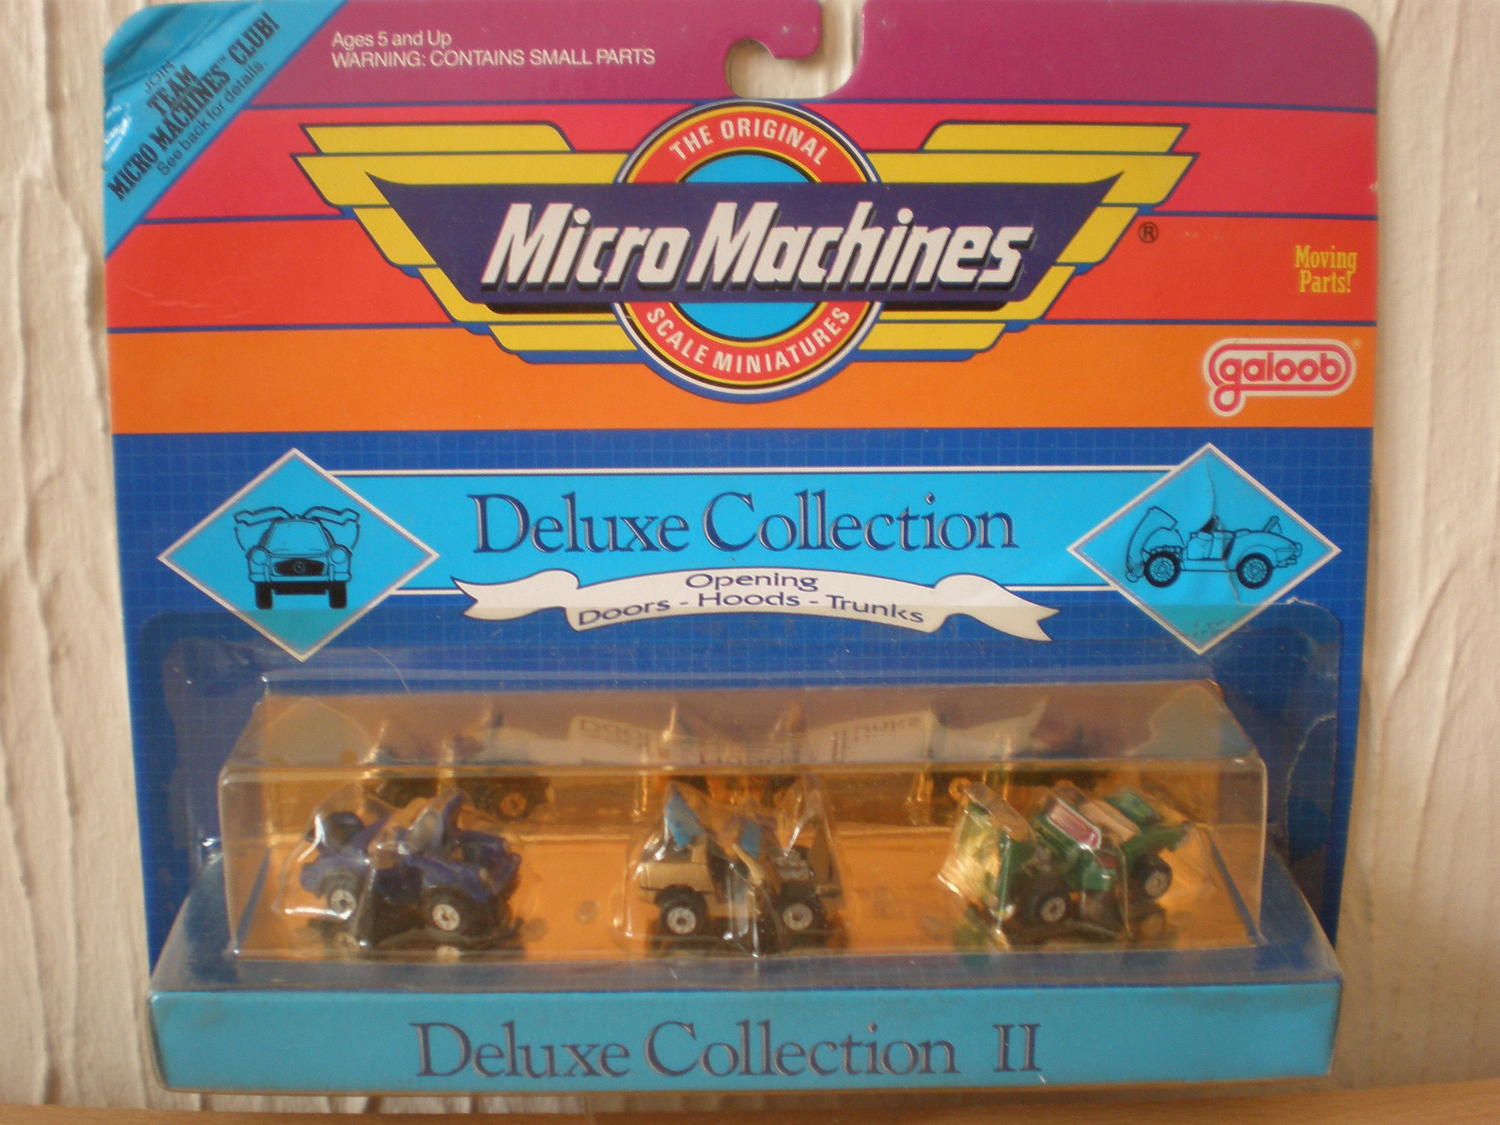 JOIN
TEAM
MICRO MACHINES™ CLUB!
See back for details.
Ages 5 and Up
WARNING: CONTAINS SMALL PARTS
THE ORIGINAL
Micro Machines ®
SCALE MINIATURES
Moving
Parts!
galoob®
Deluxe Collection
Opening
Doors - Hoods - Trunks
Deluxe Collection II